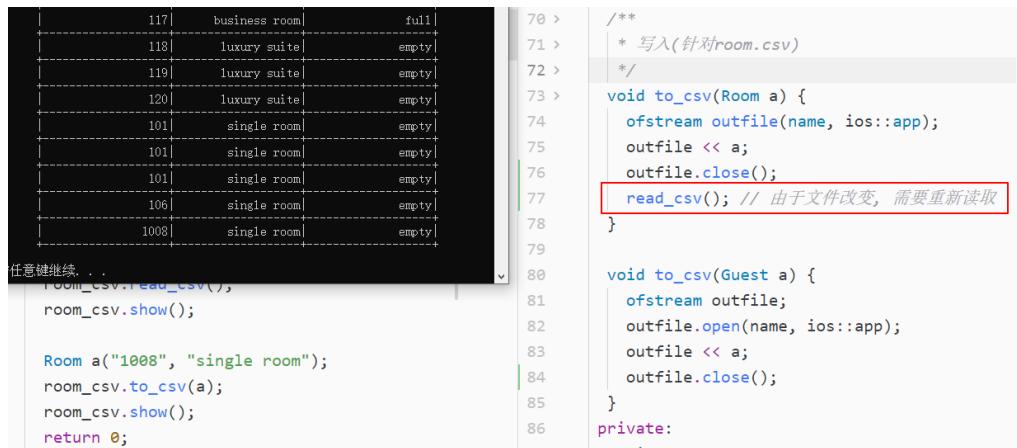 117| business room| full|
118| luxury suite| empty|
119| luxury suite| empty|
120| luxury suite| empty|
101| single room| empty|
101| single room| empty|
101| single room| empty|
106| single room| empty|
1008| single room| empty|
任意键继续. . .
room_csv.read_csv();
room_csv.show();
Room a("1008", "single room");
room_csv.to_csv(a);
room_csv.show();
return 0;
70 > /**
71 > * 写入(针对room.csv)
72 > */
73 > void to_csv(Room a) {
74 ofstream outfile(name, ios::app);
75 outfile << a;
76 outfile.close();
77 read_csv(); // 由于文件改变, 需要重新读取
78 }
79
80 void to_csv(Guest a) {
81 ofstream outfile;
82 outfile.open(name, ios::app);
83 outfile << a;
84 outfile.close();
85 }
86 private: